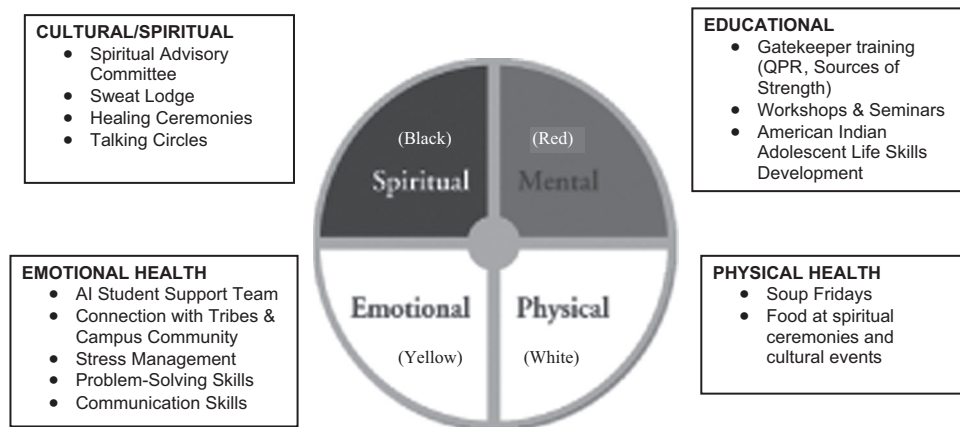 CULTURAL/SPIRITUAL
• Spiritual Advisory
Committee
• Sweat Lodge
• Healing Ceremonies
• Talking Circles
EDUCATIONAL
• Gatekeeper training
(QPR, Sources of
Strength)
• Workshops & Seminars
• American Indian
Adolescent Life Skills
Development
(Black)
Spiritual
(Red)
Mental
Emotional
(Yellow)
Physical
(White)
EMOTIONAL HEALTH
• AI Student Support Team
• Connection with Tribes &
Campus Community
• Stress Management
• Problem-Solving Skills
• Communication Skills
PHYSICAL HEALTH
• Soup Fridays
• Food at spiritual
ceremonies and
cultural events